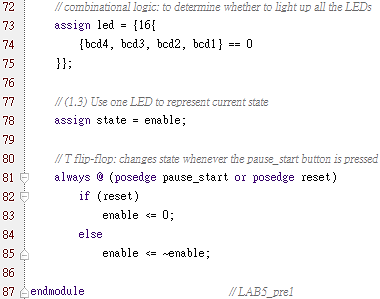 72 // combinational logic: to determine whether to light up all the LEDs
73 assign led = {16{
74 {bcd4, bcd3, bcd2, bcd1} == 0
75 }};
76
77 // (1.3) Use one LED to represent current state
78 assign state = enable;
79
80 // T flip-flop: changes state whenever the pause_start button is pressed
81 always @ (posedge pause_start or posedge reset)
82 if (reset)
83 enable <= 0;
84 else
85 enable <= ~enable;
86
87 endmodule // LAB5_pre1